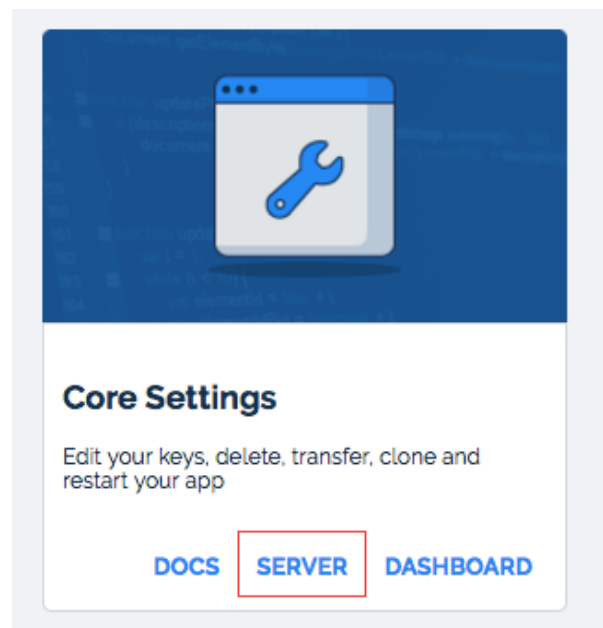 Core Settings
Edit your keys, delete, transfer, clone and
restart your app
DOCS SERVER DASHBOARD